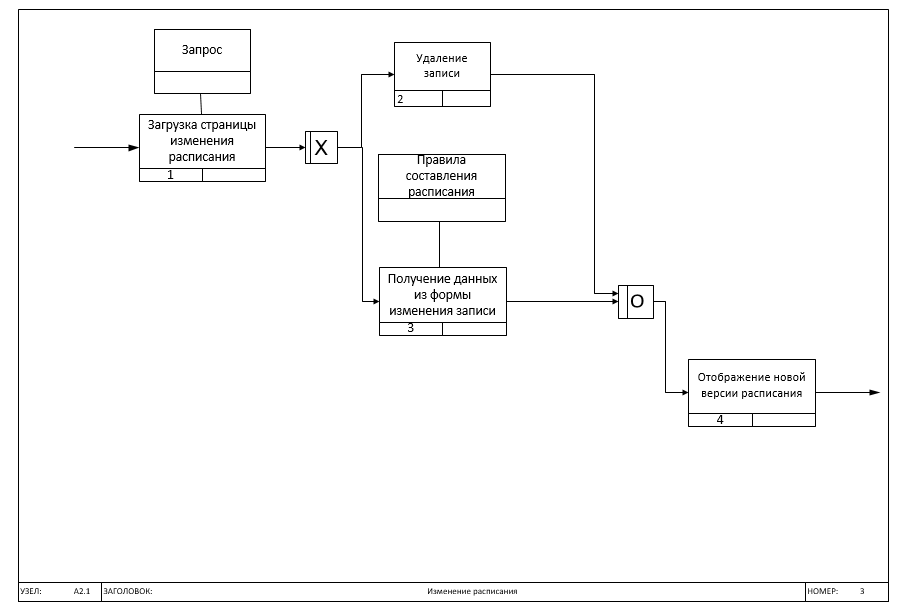 Запрос
Удаление
записи
2
Загрузка страницы
изменения
расписания
1
X
Правила
составления
расписания
Получение данных
из формы
изменения записи
3
O
Отображение новой
версии расписания
4
УЗЕЛ: A2.1 ЗАГОЛОВОК: Изменение расписания НОМЕР: 3